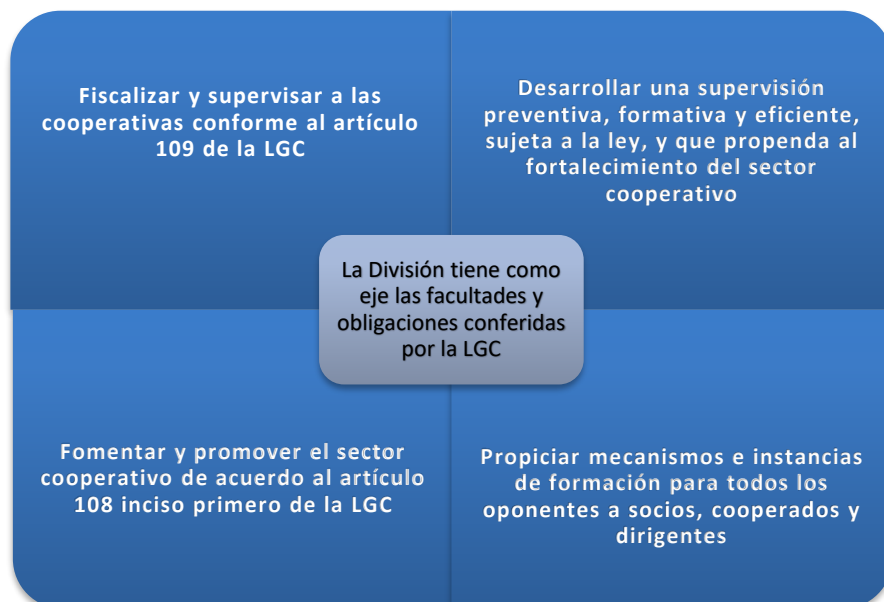 Fiscalizar y supervisar a las
cooperativas conforme al artículo
109 de la LGC
Desarrollar una supervisión
preventiva, formativa y eficiente,
sujeta a la ley, y que propenda al
fortalecimiento del sector
cooperativo
La División tiene como
eje las facultades y
obligaciones conferidas
por la LGC
Fomentar y promover el sector
cooperativo de acuerdo al artículo
108 inciso primero de la LGC
Propiciar mecanismos e instancias
de formación para todos los
oponentes a socios, cooperados y
dirigentes